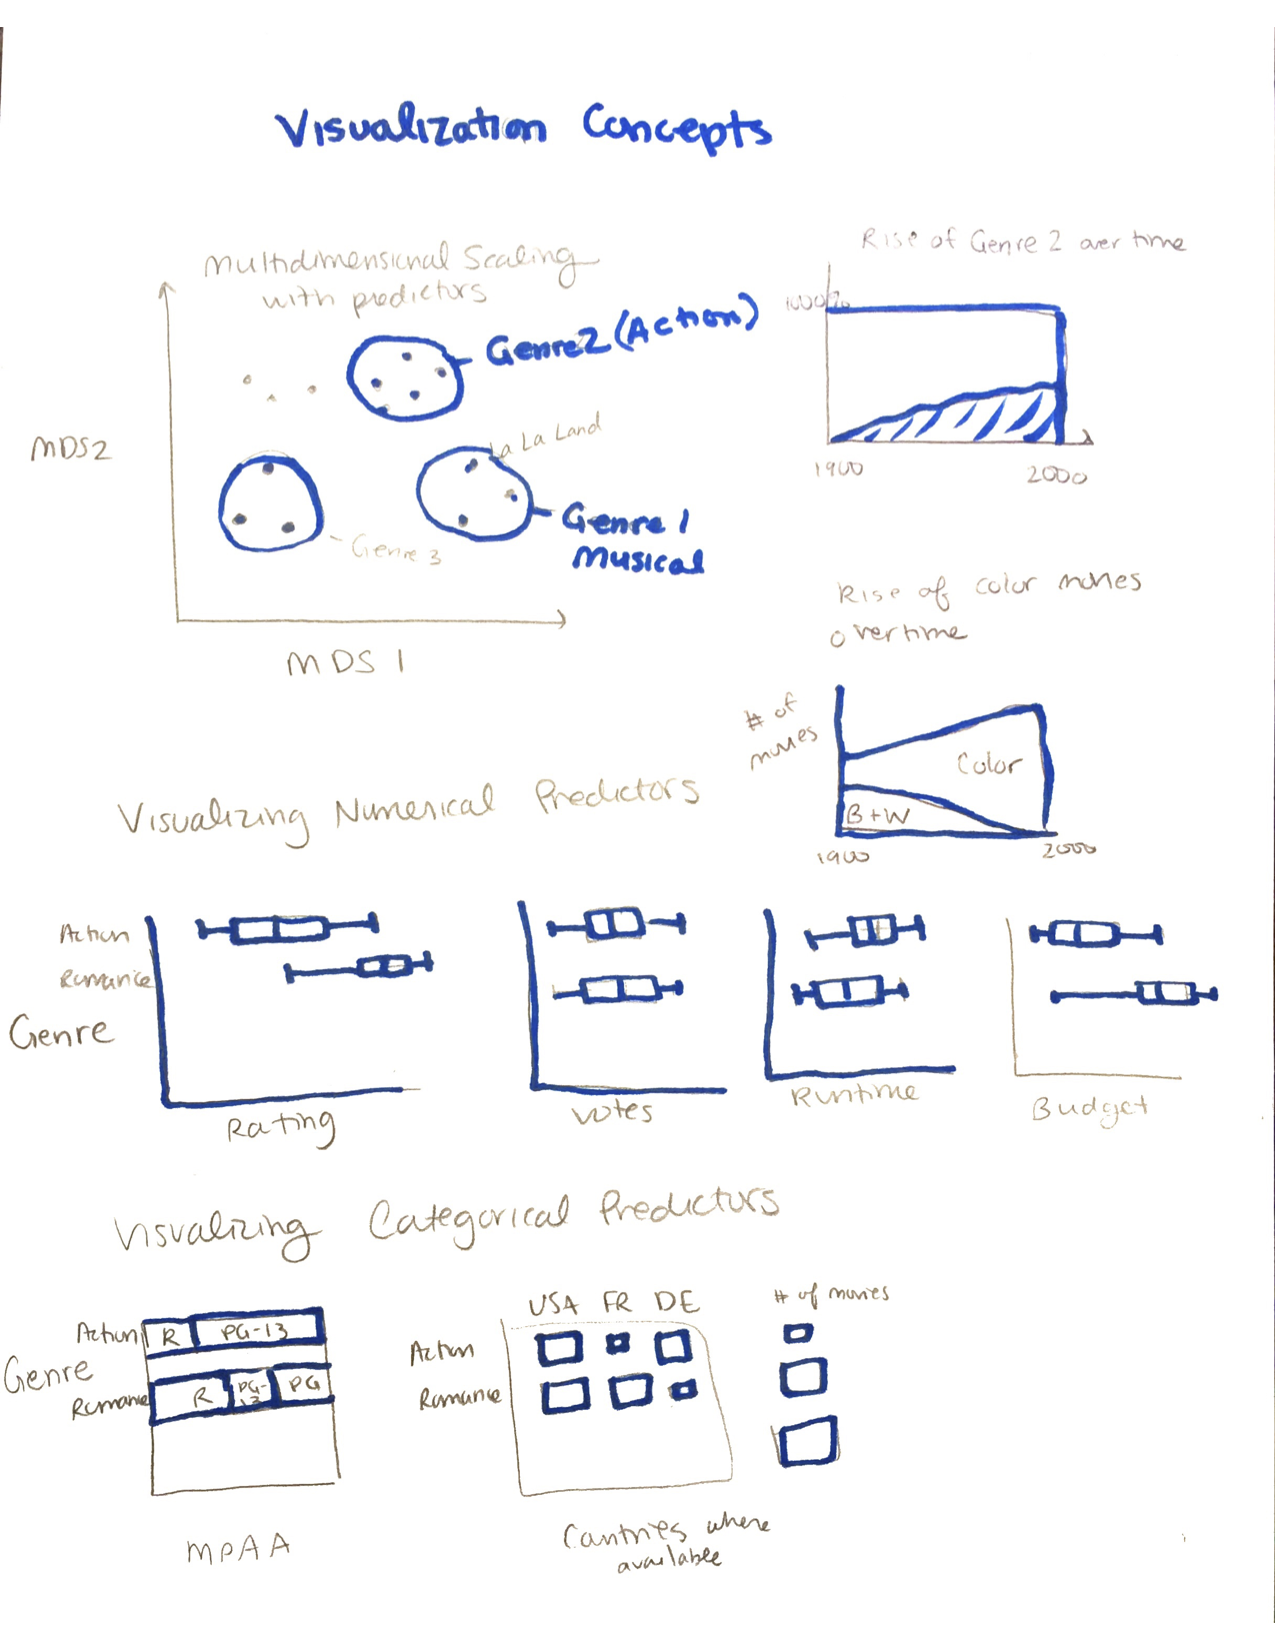 Visualization Concepts
Multidimensional Scaling
with predictors
MDS2
Genre2 (Action)
La La Land
Genre 1
Musical
Genre 3
MDS 1
Rise of Genre 2 over time
100%
1900
2000
Rise of color movies
over time
# of
movies
Color
B+W
1900
2000
Visualizing Numerical Predictors
Action
Romance
Genre
Rating
Votes
Runtime
Budget
Visualizing Categorical Predictors
Action
R
PG-13
Genre
Romance
R
PG-
13
PG
MPAA
USA FR DE
Action
Romance
Countries where
available
# of movies